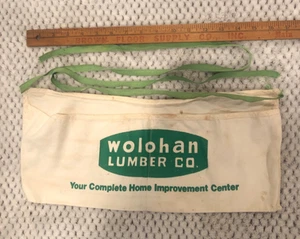 wolohan
LUMBER CO.
Your Complete Home Improvement Center